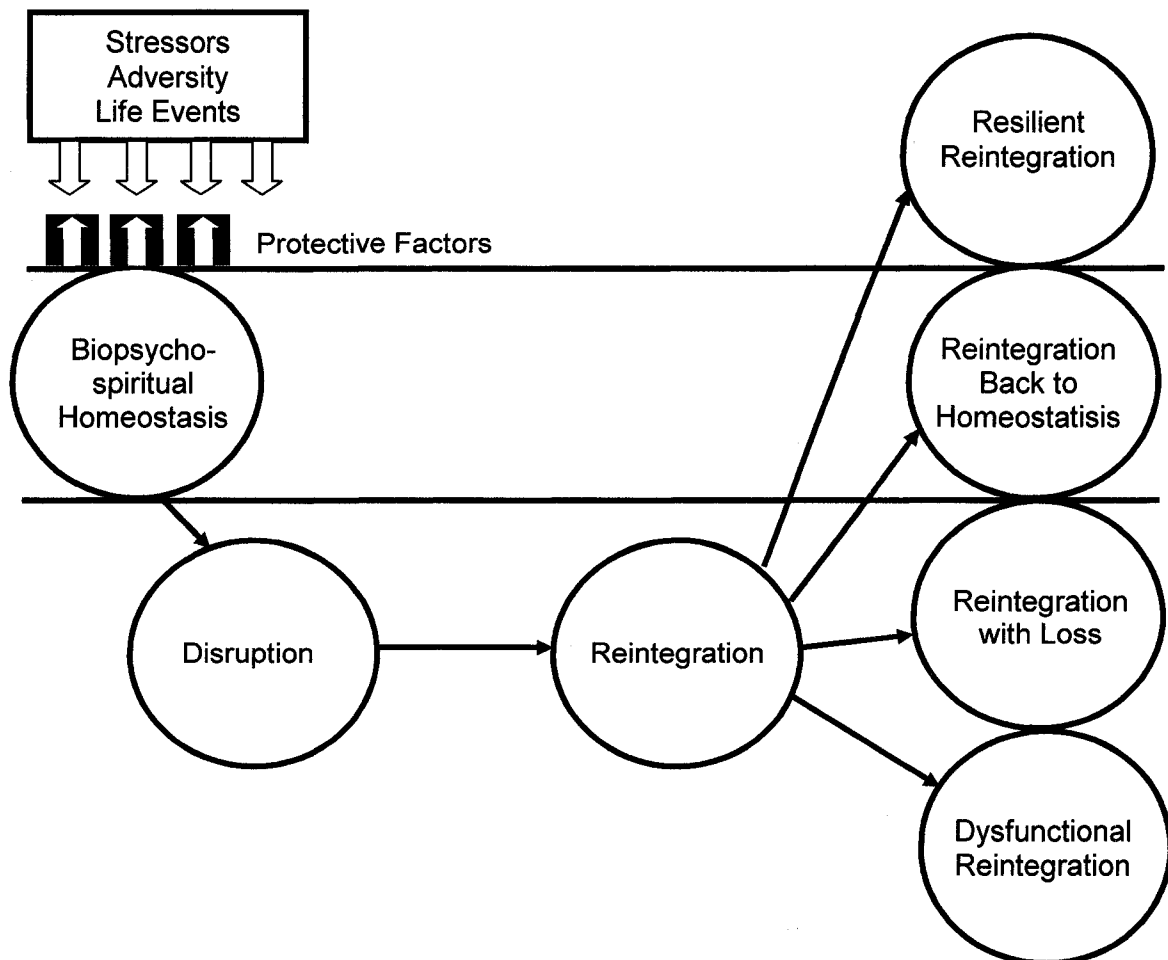 Stressors
Adversity
Life Events
Resilient
Reintegration
Protective Factors
Biopsycho-
spiritual
Homeostasis
Reintegration
Back to
Homeostatisis
Disruption
Reintegration
Reintegration
with Loss
Dysfunctional
Reintegration